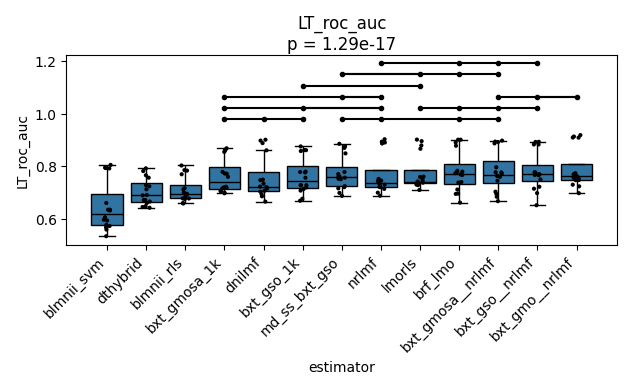 LT_roc_auc
p = 1.29e-17
LT_roc_auc
1.2
1.0
0.8
0.6
blmnii_svm
dthybrid
blmnii_rls
bxt_gmosa_1k
dnilmf
bxt_gso_1k
md_ss_bxt_gso
nrlmf
lmorls
brf_lmo
bxt_gmosa__nrlmf
bxt_gso__nrlmf
bxt_gmo__nrlmf
estimator